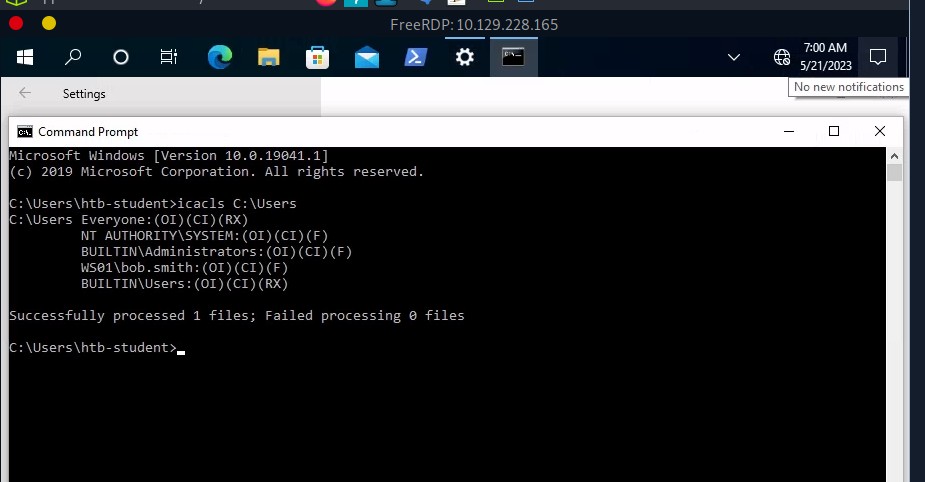 FreeRDP: 10.129.228.165
7:00 AM
5/21/2023
No new notifications
Settings
Command Prompt
Microsoft Windows [Version 10.0.19041.1]
(c) 2019 Microsoft Corporation. All rights reserved.
C:\Users\htb-student>icacls C:\Users
C:\Users Everyone:(OI)(CI)(RX)
NT AUTHORITY\SYSTEM:(OI)(CI)(F)
BUILTIN\Administrators:(OI)(CI)(F)
WS01\bob.smith:(OI)(CI)(F)
BUILTIN\Users:(OI)(CI)(RX)
Successfully processed 1 files; Failed processing 0 files
C:\Users\htb-student>